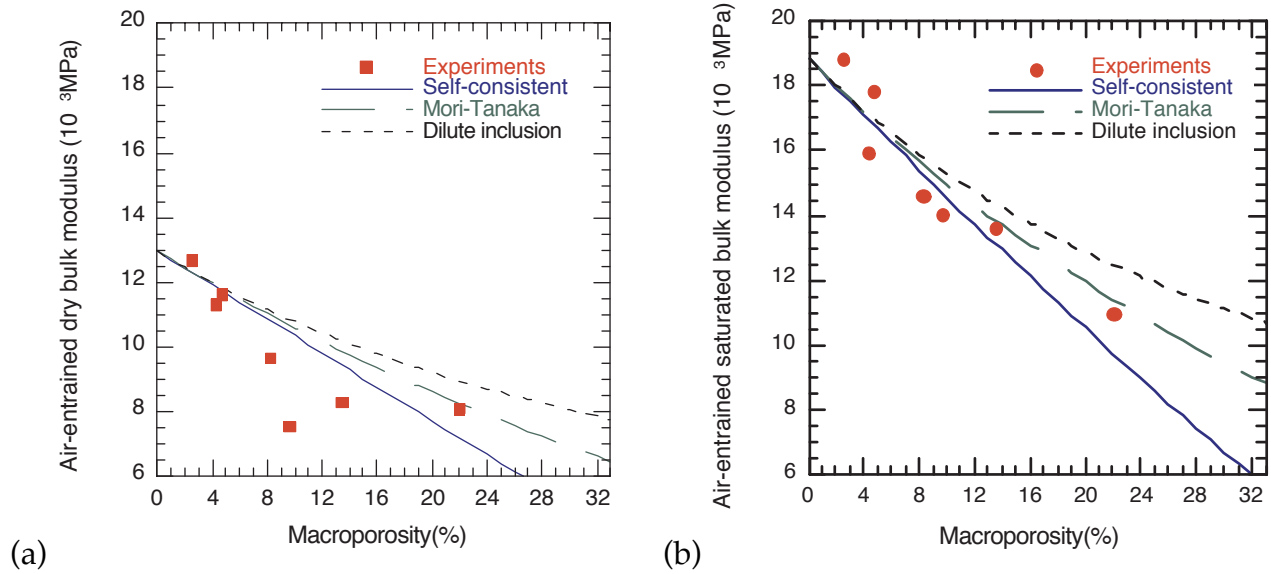 Air-entrained dry bulk modulus (10 ³MPa)
20
18
16
14
12
10
8
6
Experiments
Self-consistent
Mori-Tanaka
Dilute inclusion
0 4 8 12 16 20 24 28 32
Macroporosity(%)
(a)
Air-entrained saturated bulk modulus (10 ³MPa)
20
18
16
14
12
10
8
6
Experiments
Self-consistent
Mori-Tanaka
Dilute inclusion
0 4 8 12 16 20 24 28 32
Macroporosity(%)
(b)